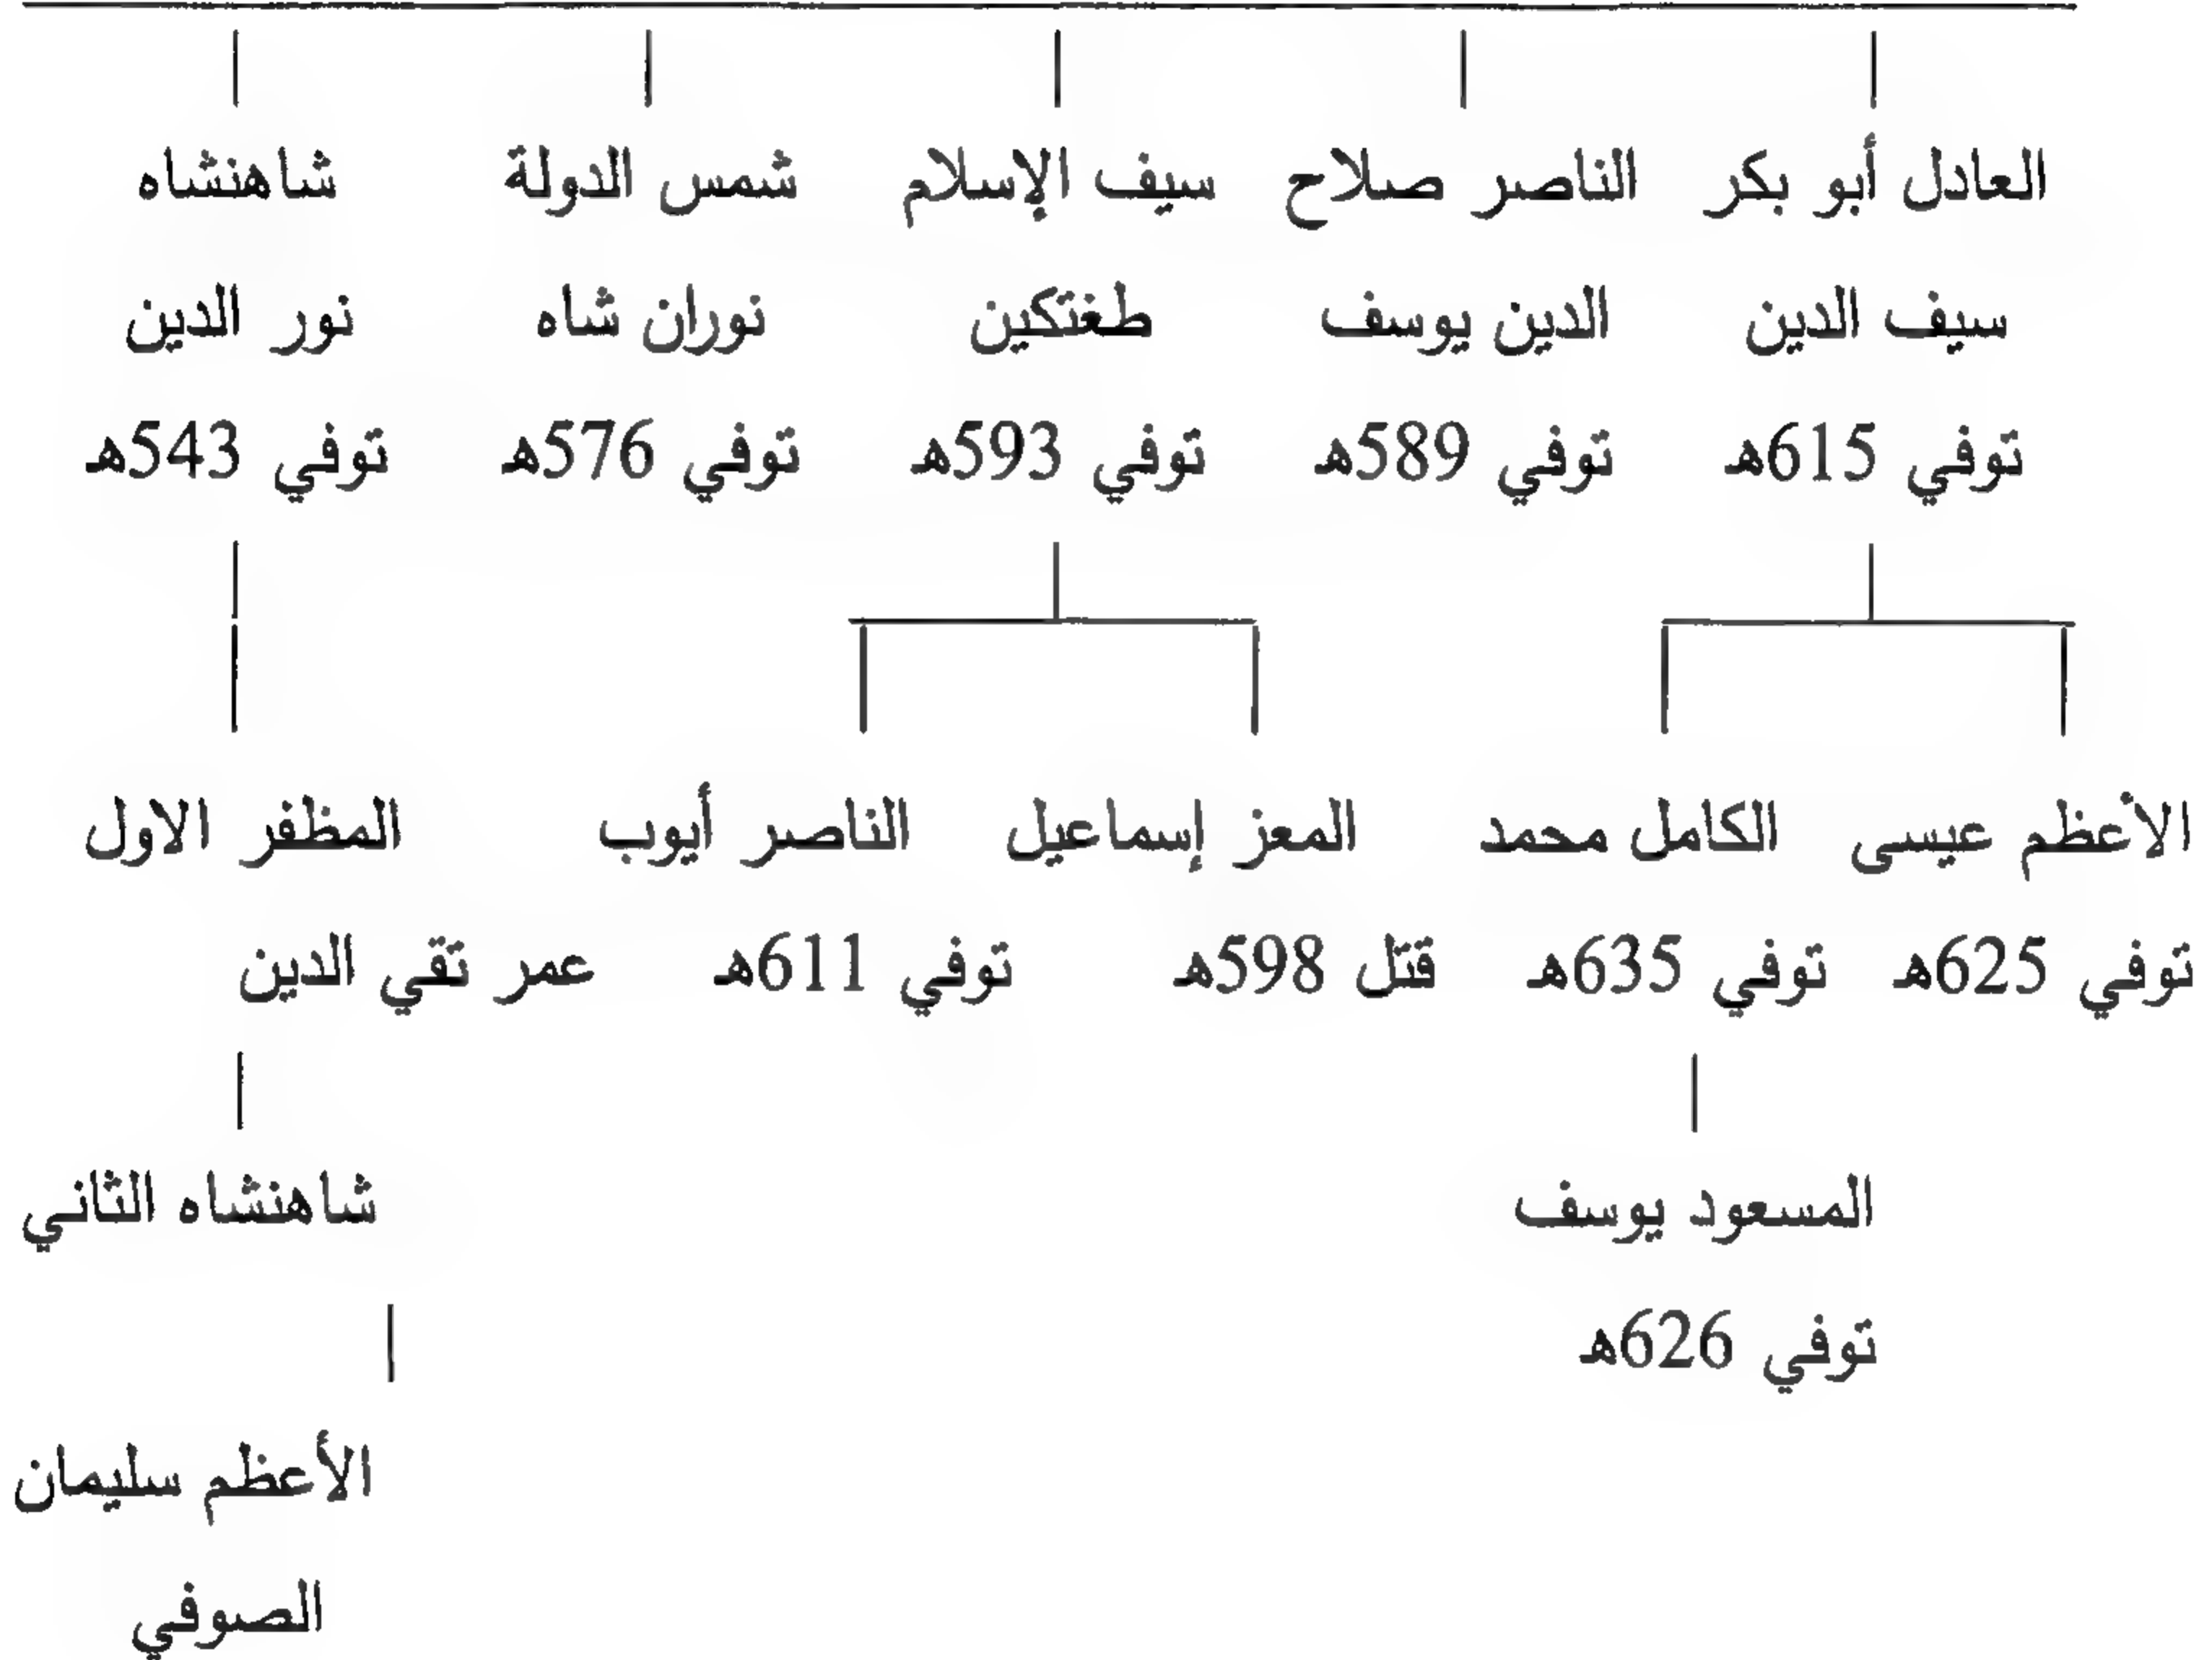 العادل أبو بكر الناصر صلاح سيف الإسلام شمس الدولة شاهنشاه
سيف الدين الدين يوسف طغتكين نوران شاه نور الدين
توفي 615هـ توفي 589هـ توفي 593هـ توفي 576هـ توفي 543هـ
الأعظم عيسى الكامل محمد المعز إسماعيل الناصر أيوب المظفر الاول
توفي 625هـ توفي 635هـ قتل 598هـ توفي 611هـ عمر تقي الدين
المسعود يوسف شاهنشاه الثاني
توفي 626هـ
الأعظم سليمان
الصوفي